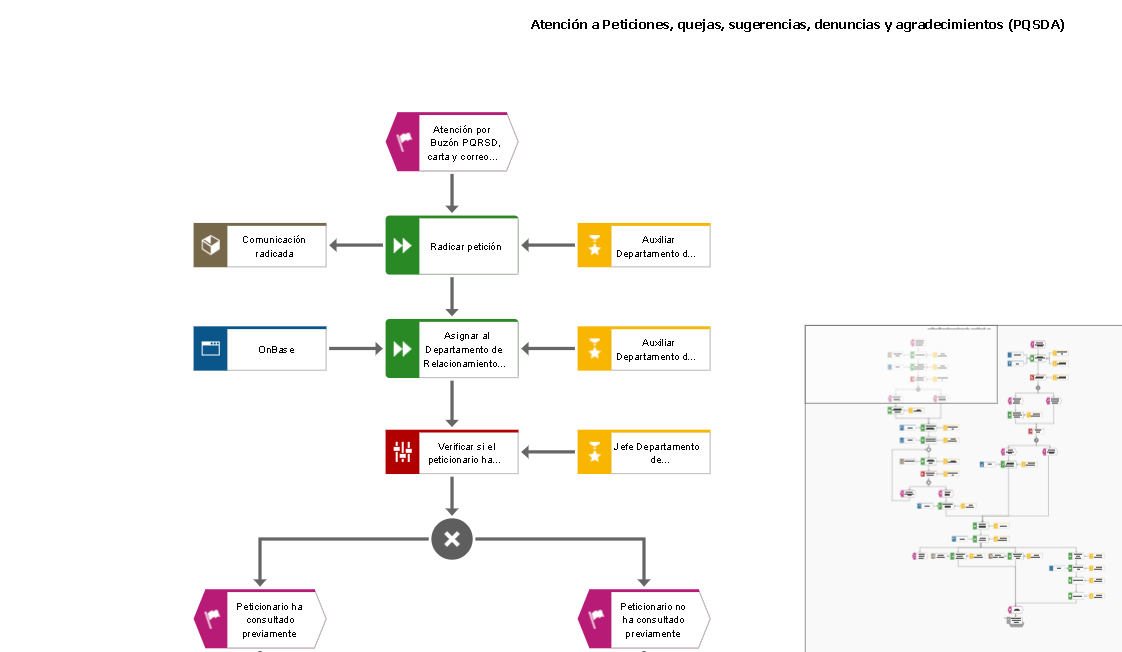 Atención a Peticiones, quejas, sugerencias, denuncias y agradecimientos (PQSDA)
Atención por
Buzón PQRSD,
carta y correo...
Comunicación
radicada
Radicar petición
Auxiliar
Departamento d...
OnBase
Asignar al
Departamento de
Relacionamiento...
Auxiliar
Departamento d...
Verificar si el
peticionario ha...
Jefe Departamento
de...
Peticionario ha
consultado
previamente
Peticionario no
ha consultado
previamente